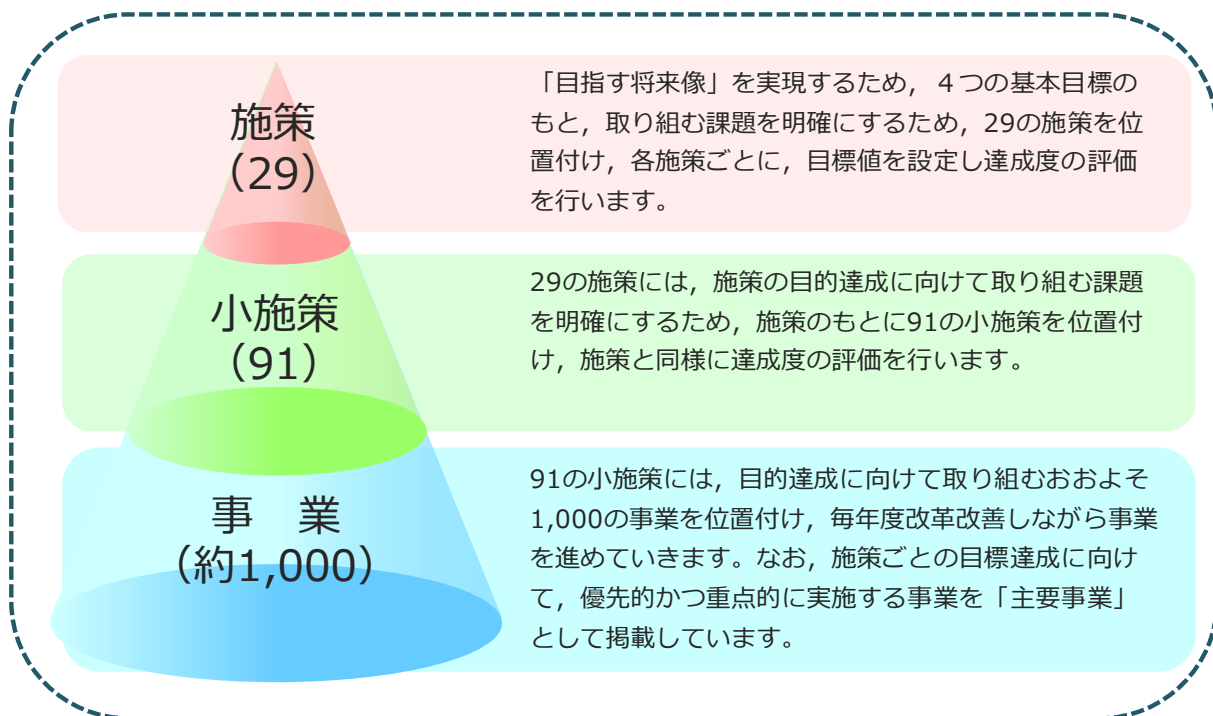 施策
（29）
「目指す将来像」を実現するため，４つの基本目標の
もと，取り組む課題を明確にするため，29の施策を位
置付け，各施策ごとに，目標値を設定し達成度の評価
を行います。
小施策
（91）
29の施策には，施策の目的達成に向けて取り組む課題
を明確にするため，施策のもとに91の小施策を位置付
け，施策と同様に達成度の評価を行います。
事　業
（約1,000）
91の小施策には，目的達成に向けて取り組むおおよそ
1,000の事業を位置付け，毎年度改革改善しながら事業
を進めていきます。なお，施策ごとの目標達成に向け
て，優先的かつ重点的に実施する事業を「主要事業」
として掲載しています。